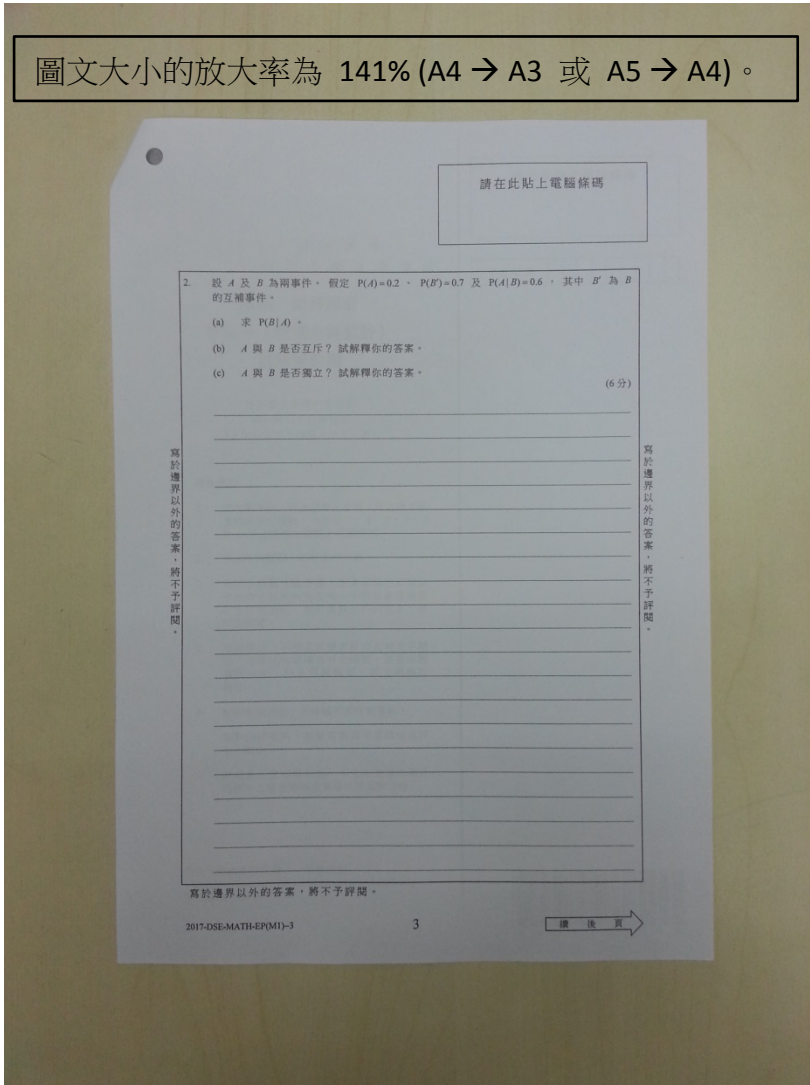 圖文大小的放大率為 141% (A4 → A3 或 A5 → A4)。
請在此貼上電腦條碼
2. 設 A 及 B 為兩事件。假定 P(A)=0.2、P(B')=0.7 及 P(A|B)=0.6，其中 B' 為 B
的互補事件。
(a) 求 P(B|A)。
(b) A 與 B 是否互斥？試解釋你的答案。
(c) A 與 B 是否獨立？試解釋你的答案。
(6 分)
寫於邊界以外的答案，將不予評閱。
寫於邊界以外的答案，將不予評閱。
寫於邊界以外的答案，將不予評閱。
2017-DSE-MATH-EP(M1)–3
3
續後頁